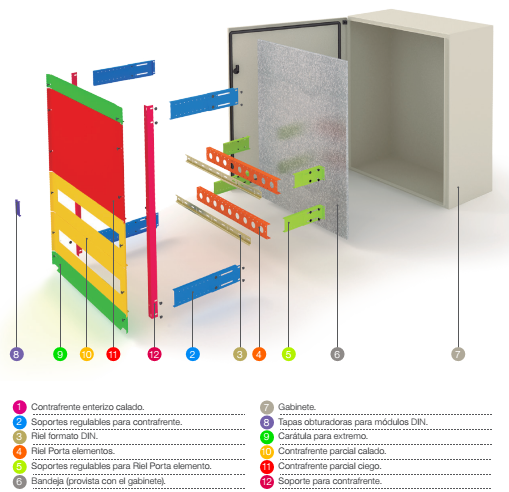 8 9 10 11 12 2 3 4 5 6 7
1 Contrafrente enterizo calado.
2 Soportes regulables para contrafrente.
3 Riel formato DIN.
4 Riel Porta elementos.
5 Soportes regulables para Riel Porta elemento.
6 Bandeja (provista con el gabinete).
7 Gabinete.
8 Tapas obturadoras para módulos DIN.
9 Carátula para extremo.
10 Contrafrente parcial calado.
11 Contrafrente parcial ciego.
12 Soporte para contrafrente.